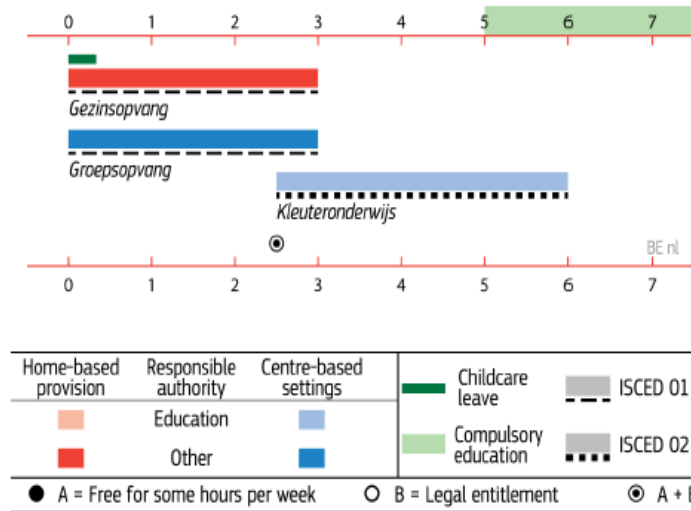 0 1 2 3 4 5 6 7
Gezinsopvang
Groepsopvang
Kleuteronderwijs
BE nl
0 1 2 3 4 5 6 7
Home-based provision Responsible authority Centre-based settings
Education
Other
Childcare leave
ISCED 01
Compulsory education
ISCED 02
A = Free for some hours per week B = Legal entitlement A +